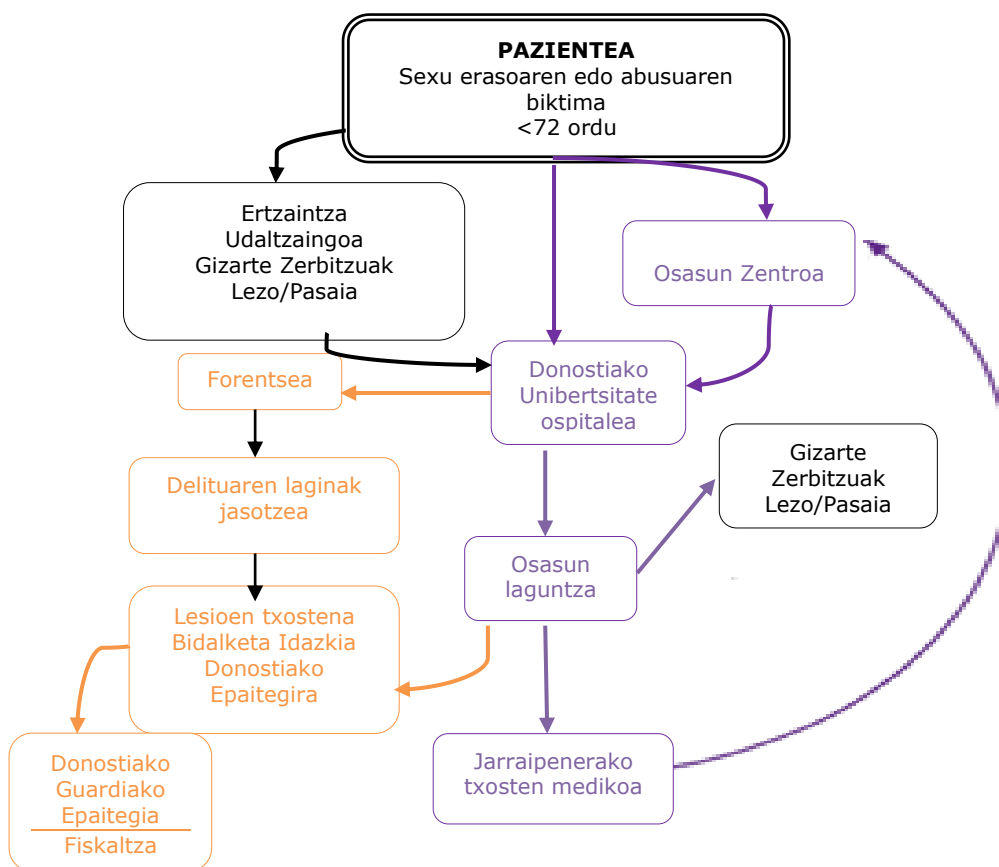 PAZIENTEA
Sexu erasoaren edo abusuaren
biktima
<72 ordu
Ertzaintza
Udaltzaingoa
Gizarte Zerbitzuak
Lezo/Pasaia
Osasun Zentroa
Forentsea
Donostiako
Unibertsitate
ospitalea
Gizarte
Zerbitzuak
Lezo/Pasaia
Delituaren laginak
jasotzea
Osasun
laguntza
Lesioen txostena
Bidalketa Idazkia
Donostiako
Epaitegira
Donostiako
Guardiako
Epaitegia
Fiskaltza
Jarraipenerako
txosten medikoa